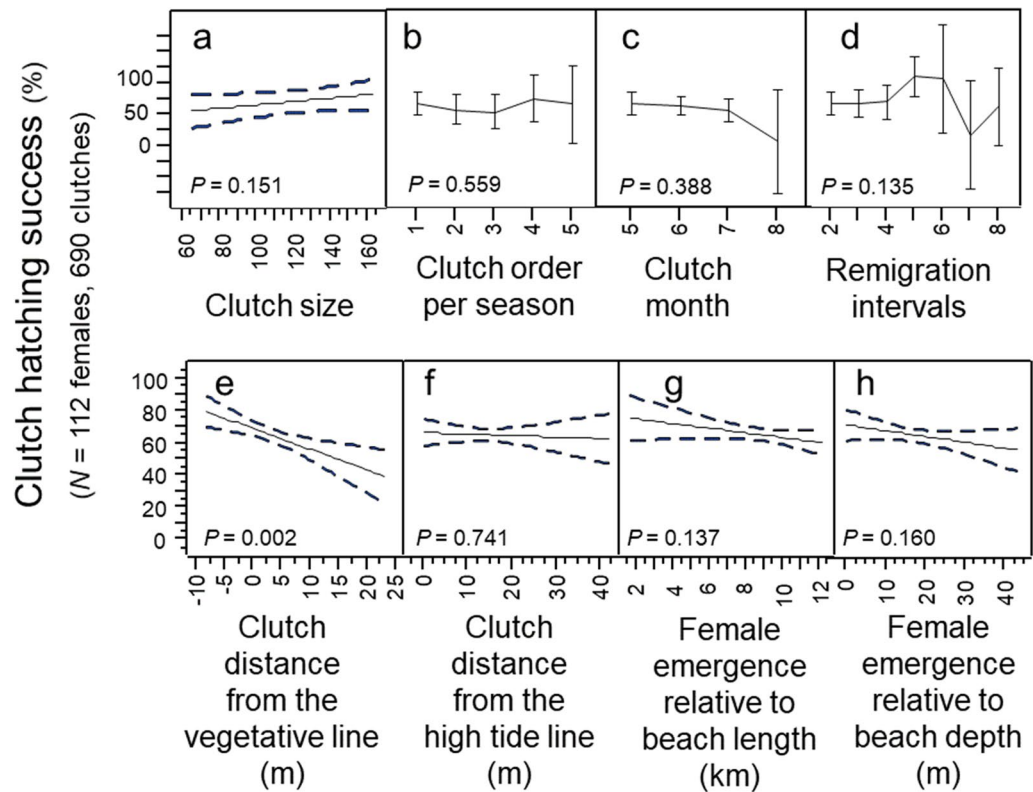 Clutch hatching success (%)
(N = 112 females, 690 clutches)
a
b
c
d
100
50
0
P = 0.151
P = 0.559
P = 0.388
P = 0.135
60 80 100 120 140 160
1 2 3 4 5
5 6 7 8
2 3 4 5 6 7 8
Clutch size
Clutch order
per season
Clutch
month
Remigration
intervals
e
f
g
h
100
80
60
40
20
0
P = 0.002
P = 0.741
P = 0.137
P = 0.160
-10 -5 0 5 10 15 20 25
0 10 20 30 40
2 4 6 8 10 12
0 10 20 30 40
Clutch
distance
from the
vegetative line
(m)
Clutch
distance
from the
high tide line
(m)
Female
emergence
relative to
beach length
(km)
Female
emergence
relative to
beach depth
(m)